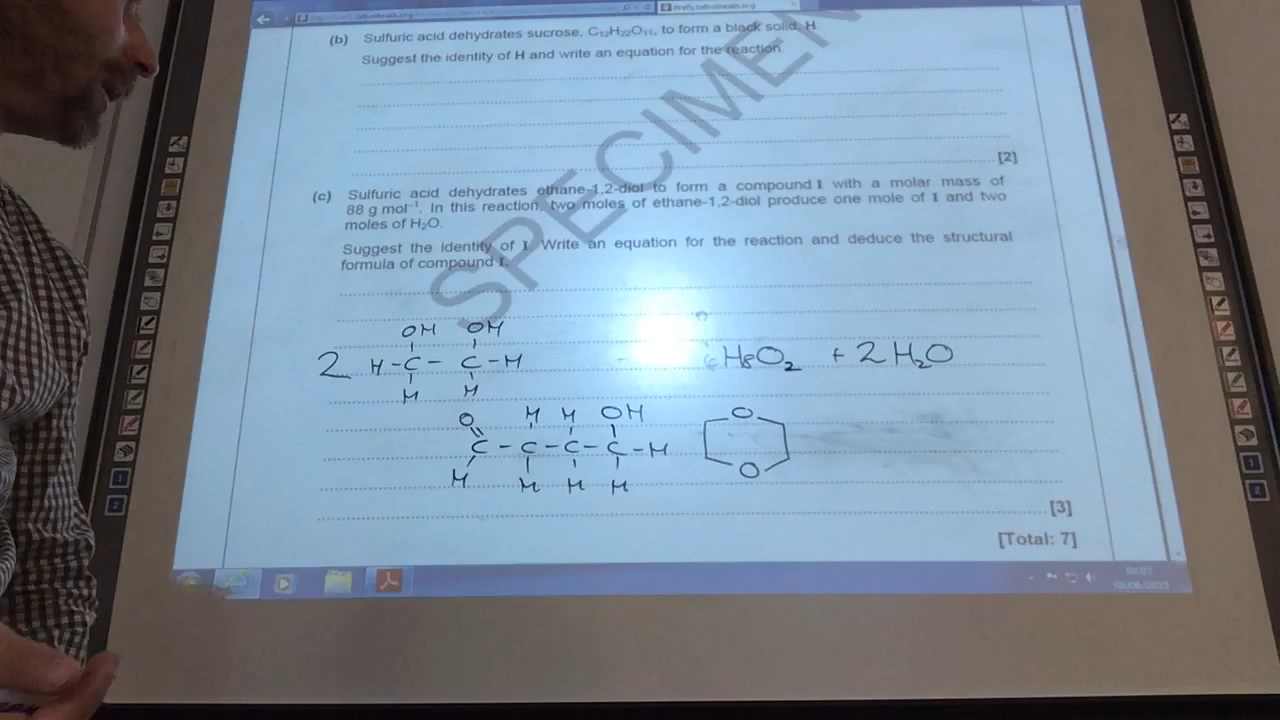 (b) Sulfuric acid dehydrates sucrose, C₁₂H₂₂O₁₁, to form a black solid, H.
Suggest the identity of H and write an equation for the reaction.
[2]
SPECIMEN
(c) Sulfuric acid dehydrates ethane-1,2-diol to form a compound I with a molar mass of
88 g mol⁻¹. In this reaction, two moles of ethane-1,2-diol produce one mole of I and two
moles of H₂O.
Suggest the identity of I. Write an equation for the reaction and deduce the structural
formula of compound I.
OH OH
2 H-C-C-H H₈O₂ + 2H₂O
H H
O H H OH O
C-C-C-C-H
H H H H O
[3]
[Total: 7]